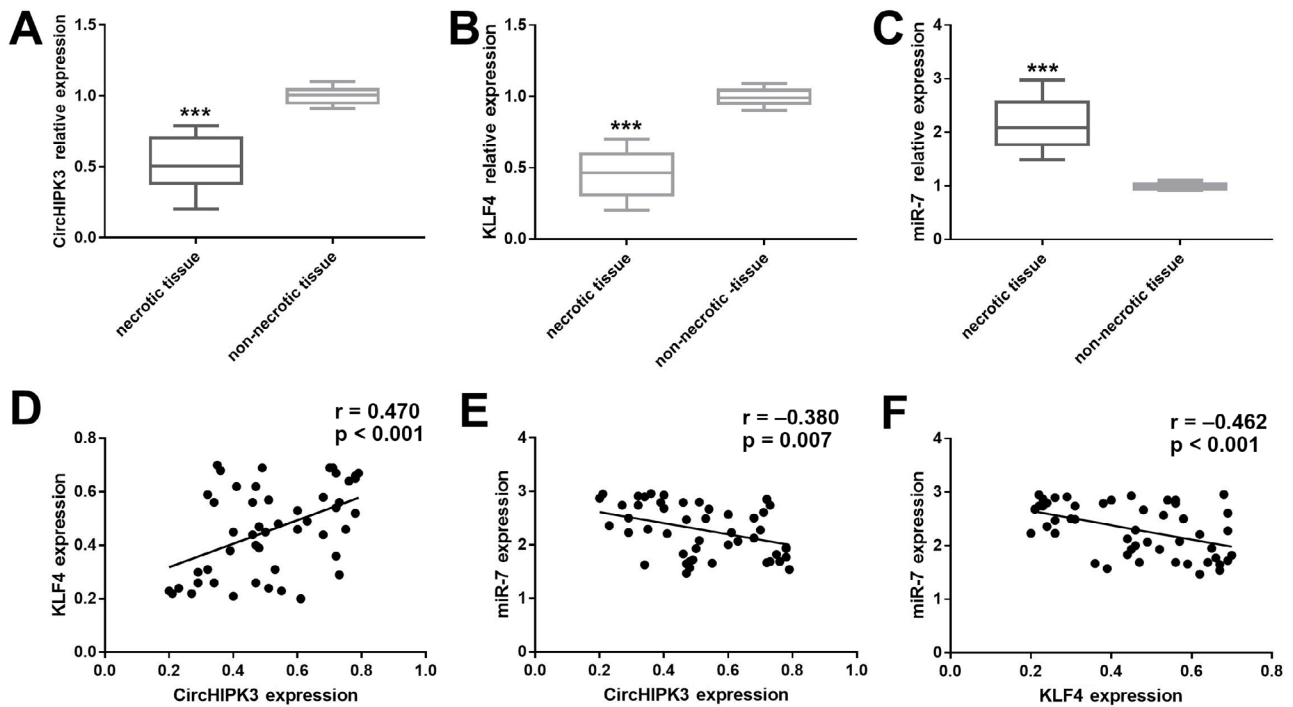 A
CircHIPK3 relative expression
1.5
1.0
0.5
0.0
***
necrotic tissue
non-necrotic tissue
B
KLF4 relative expression
1.5
1.0
0.5
0.0
***
necrotic tissue
non-necrotic -tissue
C
miR-7 relative expression
4
3
2
1
0
***
necrotic tissue
non-necrotic tissue
D
r = 0.470
p < 0.001
KLF4 expression
0.8
0.6
0.4
0.2
0.0
0.0 0.2 0.4 0.6 0.8 1.0
CircHIPK3 expression
E
r = –0.380
p = 0.007
miR-7 expression
4
3
2
1
0
0.0 0.2 0.4 0.6 0.8 1.0
CircHIPK3 expression
F
r = –0.462
p < 0.001
miR-7 expression
4
3
2
1
0
0.0 0.2 0.4 0.6 0.8
KLF4 expression